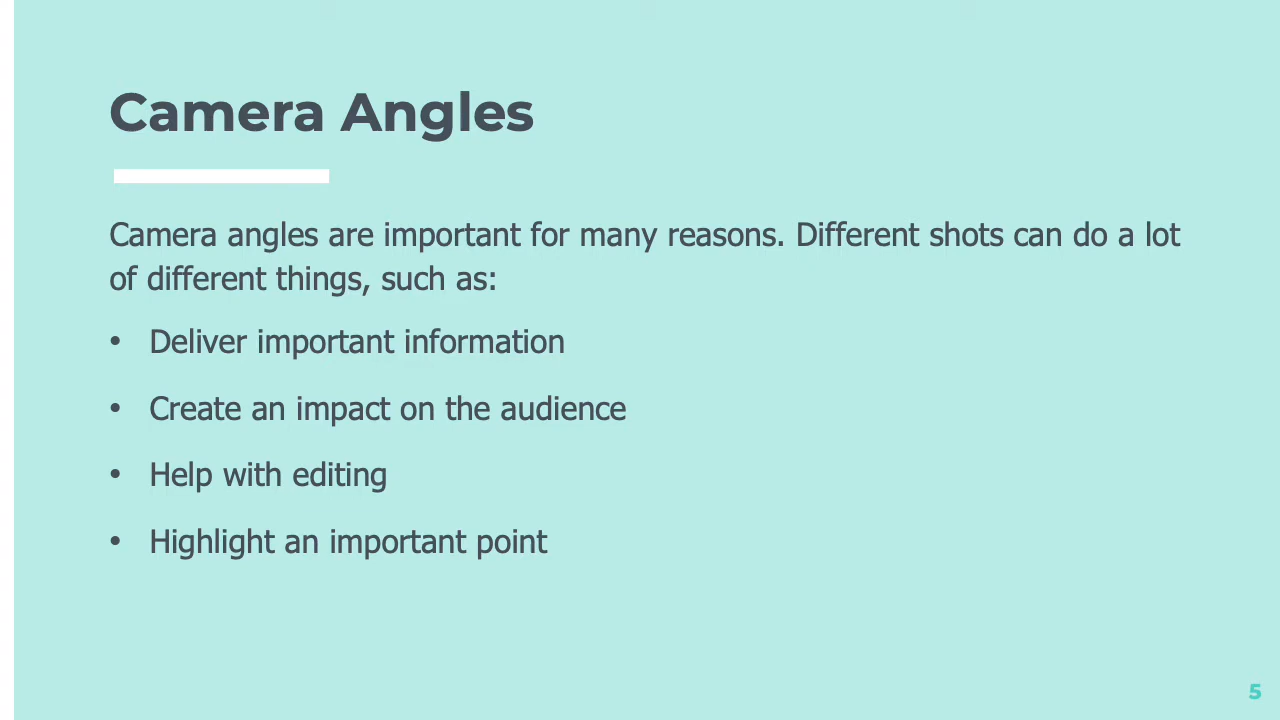 Camera Angles
Camera angles are important for many reasons. Different shots can do a lot
of different things, such as:
• Deliver important information
• Create an impact on the audience
• Help with editing
• Highlight an important point
5